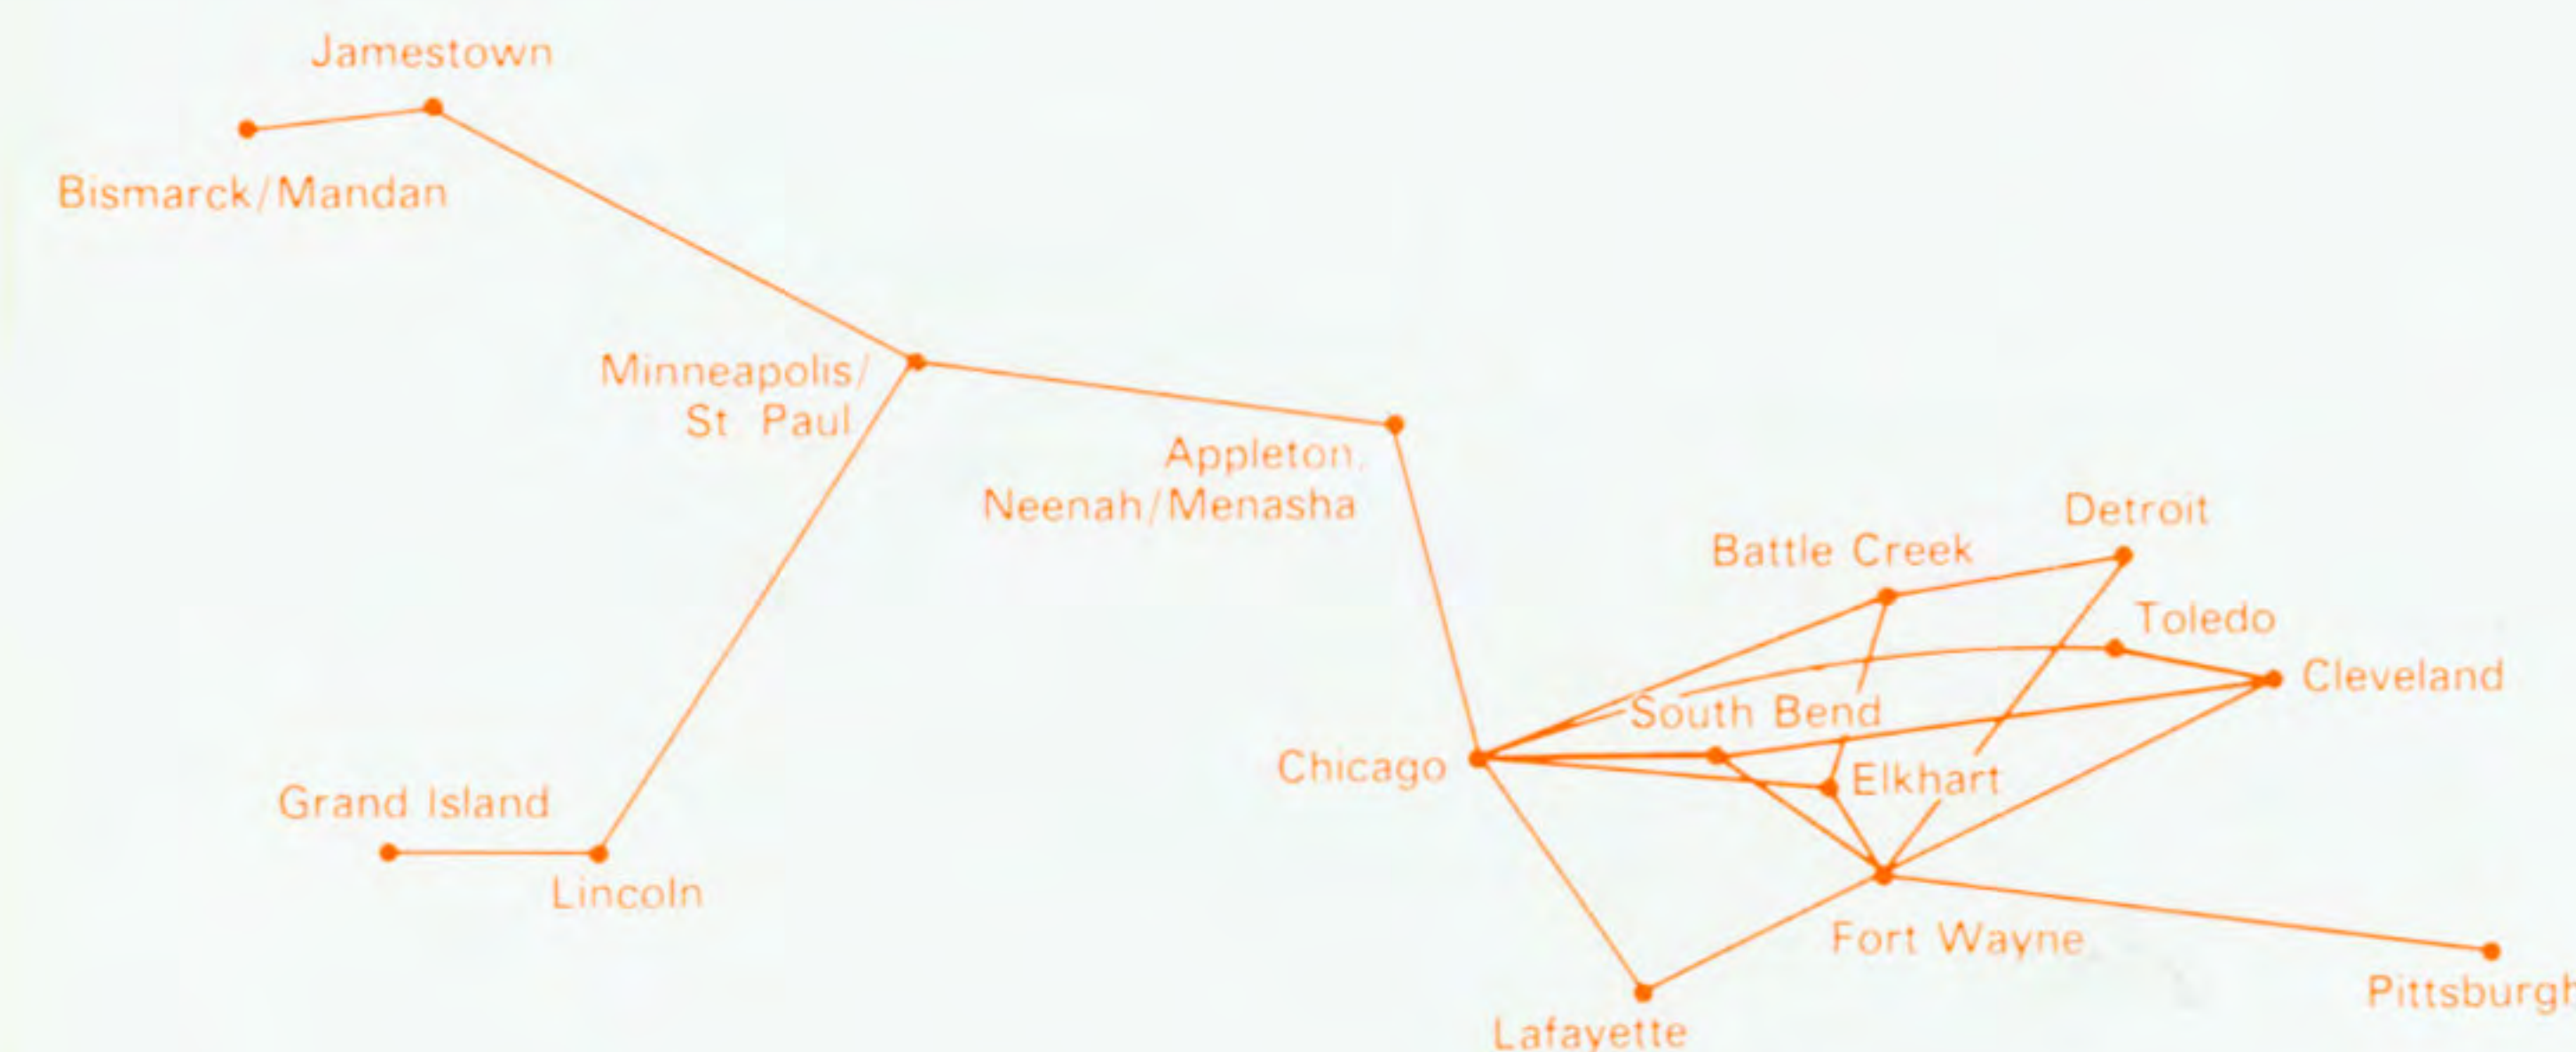 Jamestown
Bismarck/Mandan
Minneapolis/
St. Paul
Appleton,
Neenah/Menasha
Detroit
Battle Creek
Toledo
Cleveland
South Bend
Chicago
Elkhart
Grand Island
Lincoln
Fort Wayne
Pittsburgh
Lafayette